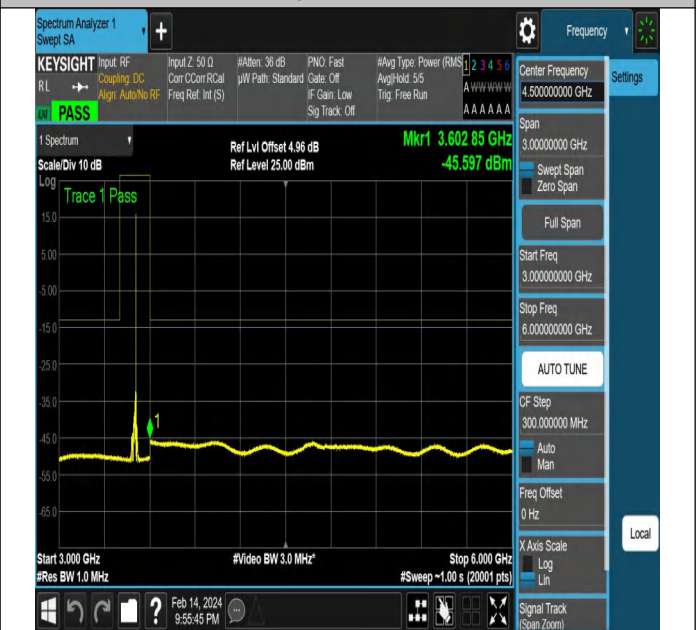 Spectrum Analyzer 1
Swept SA
+
Frequency
KEYSIGHT
RL
PASS
Input: RF
Coupling: DC
Align: Auto/No RF
Input Z: 50 Ω
Corr CCorr RCal
Freq Ref: Int (S)
#Atten: 36 dB
µW Path: Standard
PNO: Fast
Gate: Off
IF Gain: Low
Sig Track: Off
#Avg Type: Power (RMS
Avg|Hold: 5/5
Trig: Free Run
1 2 3 4 5 6
A W W W W W
A A A A A A
1 Spectrum
Scale/Div 10 dB
Ref Lvl Offset 4.96 dB
Ref Level 25.00 dBm
Mkr1 3.602 85 GHz
-45.597 dBm
Log
Trace 1 Pass
15.0
5.00
-5.00
-15.0
-25.0
-35.0
-45.0
-55.0
-65.0
1
Start 3.000 GHz
#Res BW 1.0 MHz
#Video BW 3.0 MHz*
Stop 6.000 GHz
#Sweep ~1.00 s (20001 pts)
Center Frequency
4.500000000 GHz
Settings
Span
3.00000000 GHz
Swept Span
Zero Span
Full Span
Start Freq
3.000000000 GHz
Stop Freq
6.000000000 GHz
AUTO TUNE
CF Step
300.000000 MHz
Auto
Man
Freq Offset
0 Hz
X Axis Scale
Log
Lin
Local
Signal Track
(Span Zoom)
?
Feb 14, 2024
9:55:45 PM